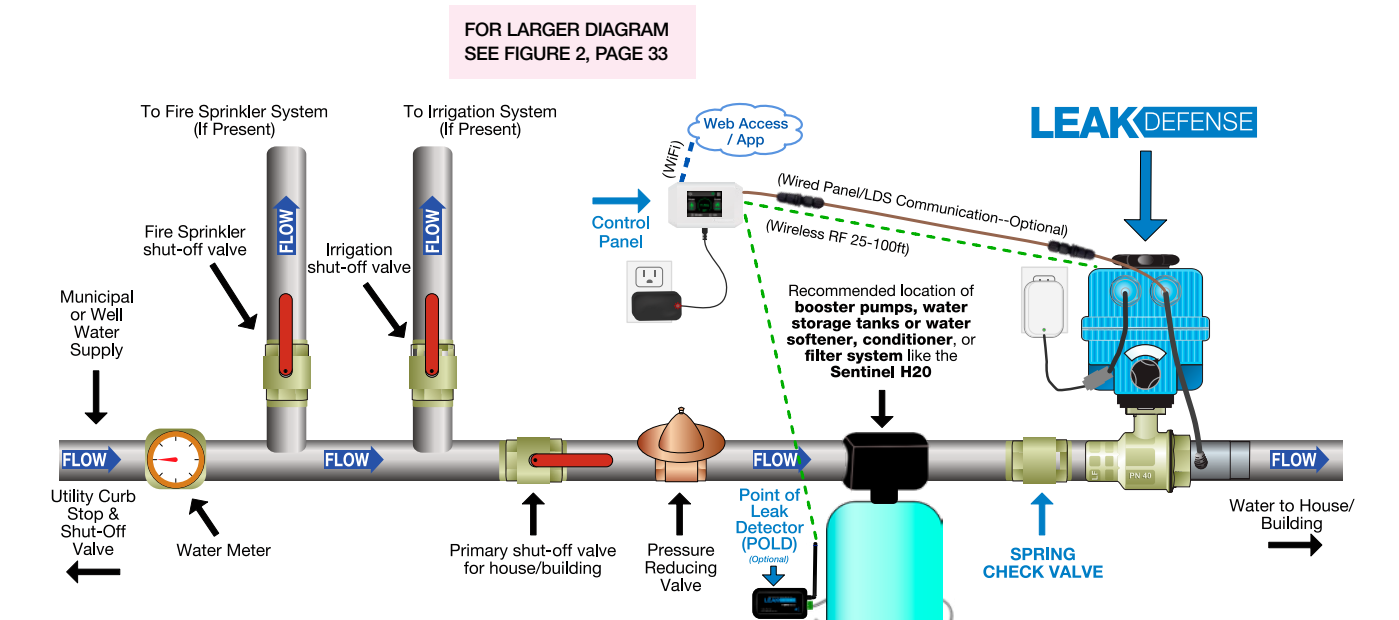 FOR LARGER DIAGRAM
SEE FIGURE 2, PAGE 33
To Fire Sprinkler System
(If Present)
To Irrigation System
(If Present)
Web Access
/ App
(WiFi)
LEAK DEFENSE
(Wired Panel/LDS Communication--Optional)
(Wireless RF 25-100ft)
Control
Panel
FLOW
FLOW
Fire Sprinkler
shut-off valve
Irrigation
shut-off valve
Municipal
or Well
Water
Supply
Recommended location of
booster pumps, water
storage tanks or water
softener, conditioner, or
filter system like the
Sentinel H20
FLOW
FLOW
FLOW
FLOW
LF
PN 40
Utility Curb
Stop &
Shut-Off
Valve
Water Meter
Primary shut-off valve
for house/building
Pressure
Reducing
Valve
Point of
Leak
Detector
(POLD)
(Optional)
SPRING
CHECK VALVE
Water to House/
Building